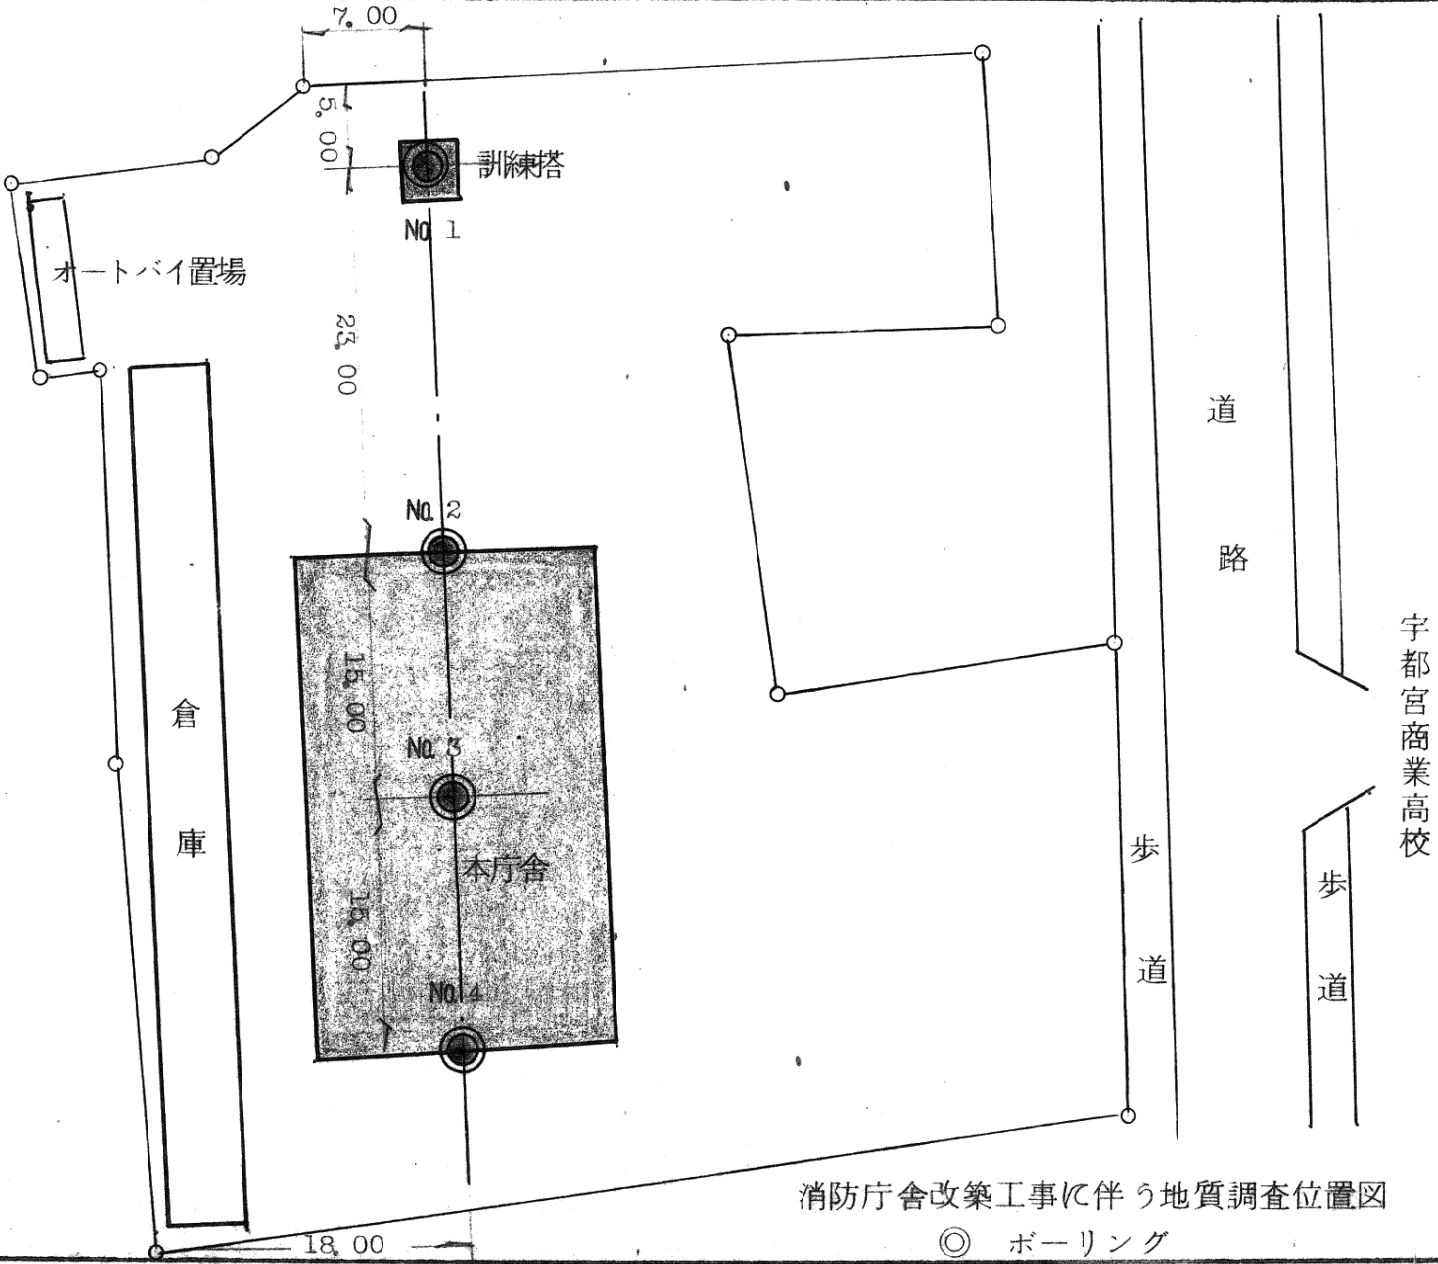 7.00
5.00
訓練塔
No.1
オートバイ置場
23.00
No.2
15.00
No.3
本庁舎
15.00
No.4
倉庫
道路
歩道
歩道
宇都宮商業高校
18.00
消防庁舎改築工事に伴う地質調査位置図
◎ ボーリング